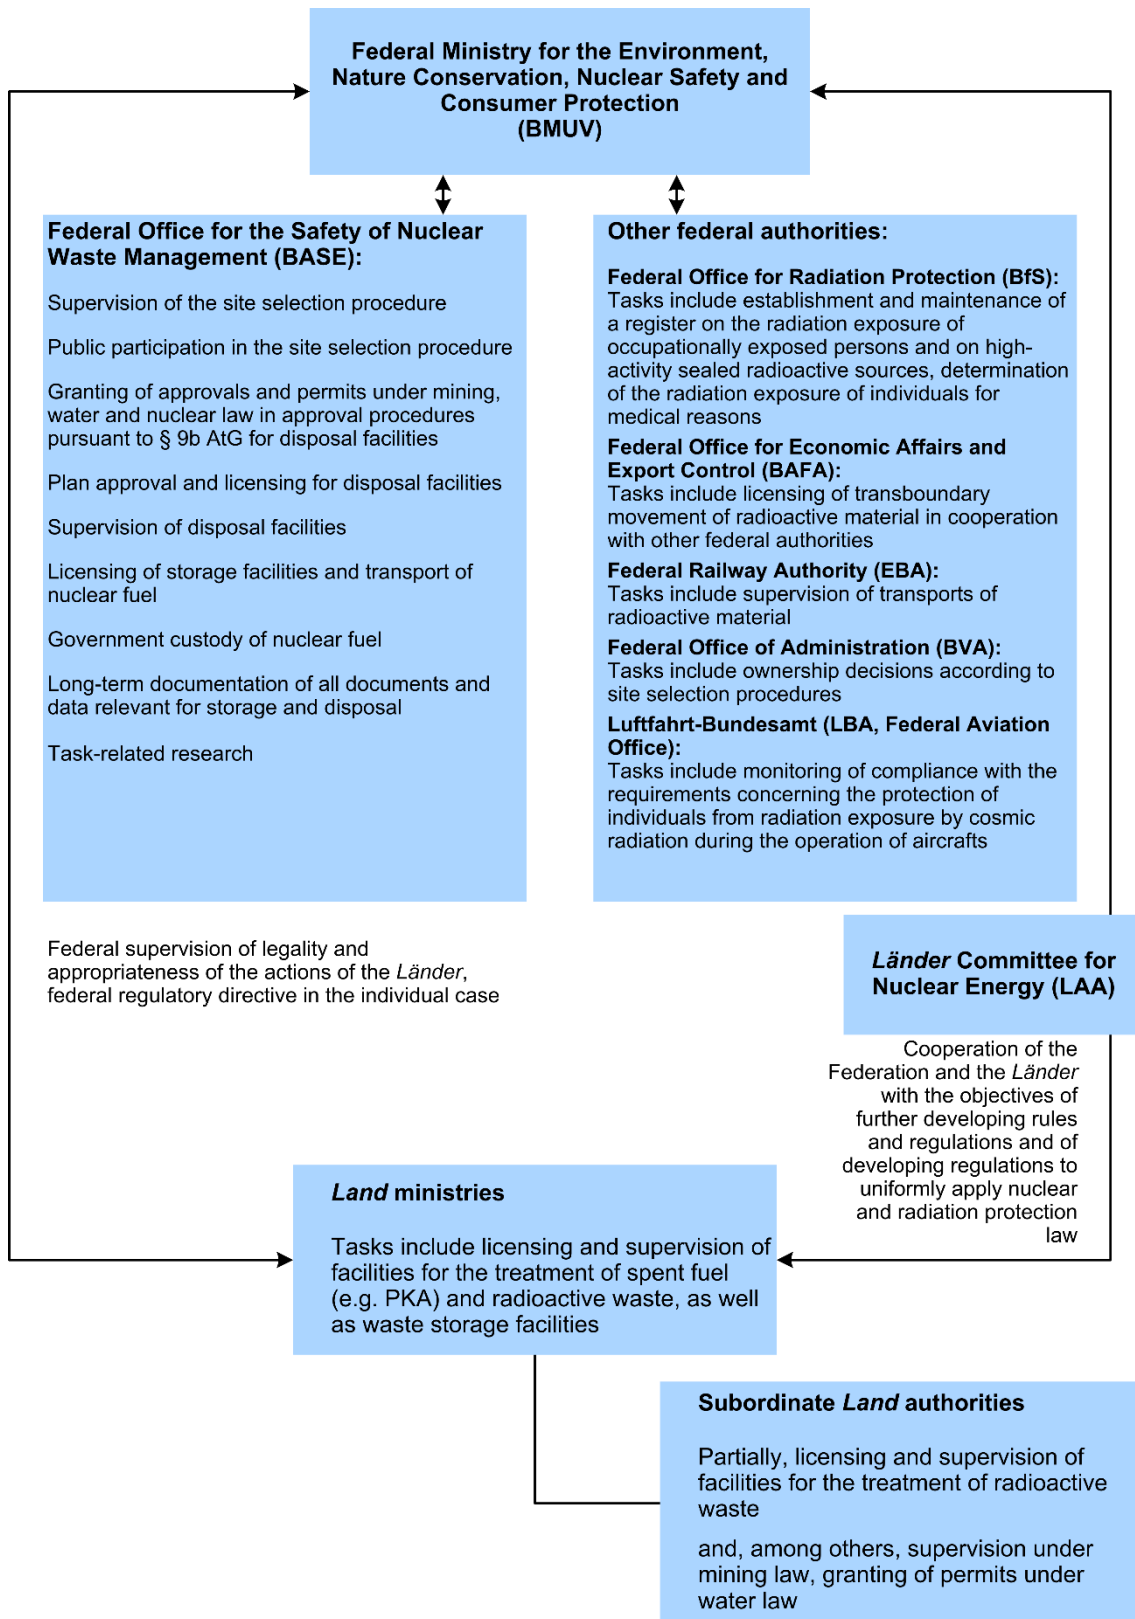 Federal Ministry for the Environment,
Nature Conservation, Nuclear Safety and
Consumer Protection
(BMUV)
Federal Office for the Safety of Nuclear
Waste Management (BASE):
Supervision of the site selection procedure
Public participation in the site selection procedure
Granting of approvals and permits under mining,
water and nuclear law in approval procedures
pursuant to § 9b AtG for disposal facilities
Plan approval and licensing for disposal facilities
Supervision of disposal facilities
Licensing of storage facilities and transport of
nuclear fuel
Government custody of nuclear fuel
Long-term documentation of all documents and
data relevant for storage and disposal
Task-related research
Other federal authorities:
Federal Office for Radiation Protection (BfS):
Tasks include establishment and maintenance of
a register on the radiation exposure of
occupationally exposed persons and on high-
activity sealed radioactive sources, determination
of the radiation exposure of individuals for
medical reasons
Federal Office for Economic Affairs and
Export Control (BAFA):
Tasks include licensing of transboundary
movement of radioactive material in cooperation
with other federal authorities
Federal Railway Authority (EBA):
Tasks include supervision of transports of
radioactive material
Federal Office of Administration (BVA):
Tasks include ownership decisions according to
site selection procedures
Luftfahrt-Bundesamt (LBA, Federal Aviation
Office):
Tasks include monitoring of compliance with the
requirements concerning the protection of
individuals from radiation exposure by cosmic
radiation during the operation of aircrafts
Federal supervision of legality and
appropriateness of the actions of the Länder,
federal regulatory directive in the individual case
Länder Committee for
Nuclear Energy (LAA)
Cooperation of the
Federation and the Länder
with the objectives of
further developing rules
and regulations and of
developing regulations to
uniformly apply nuclear
and radiation protection
law
Land ministries
Tasks include licensing and supervision of
facilities for the treatment of spent fuel
(e.g. PKA) and radioactive waste, as well
as waste storage facilities
Subordinate Land authorities
Partially, licensing and supervision of
facilities for the treatment of radioactive
waste
and, among others, supervision under
mining law, granting of permits under
water law